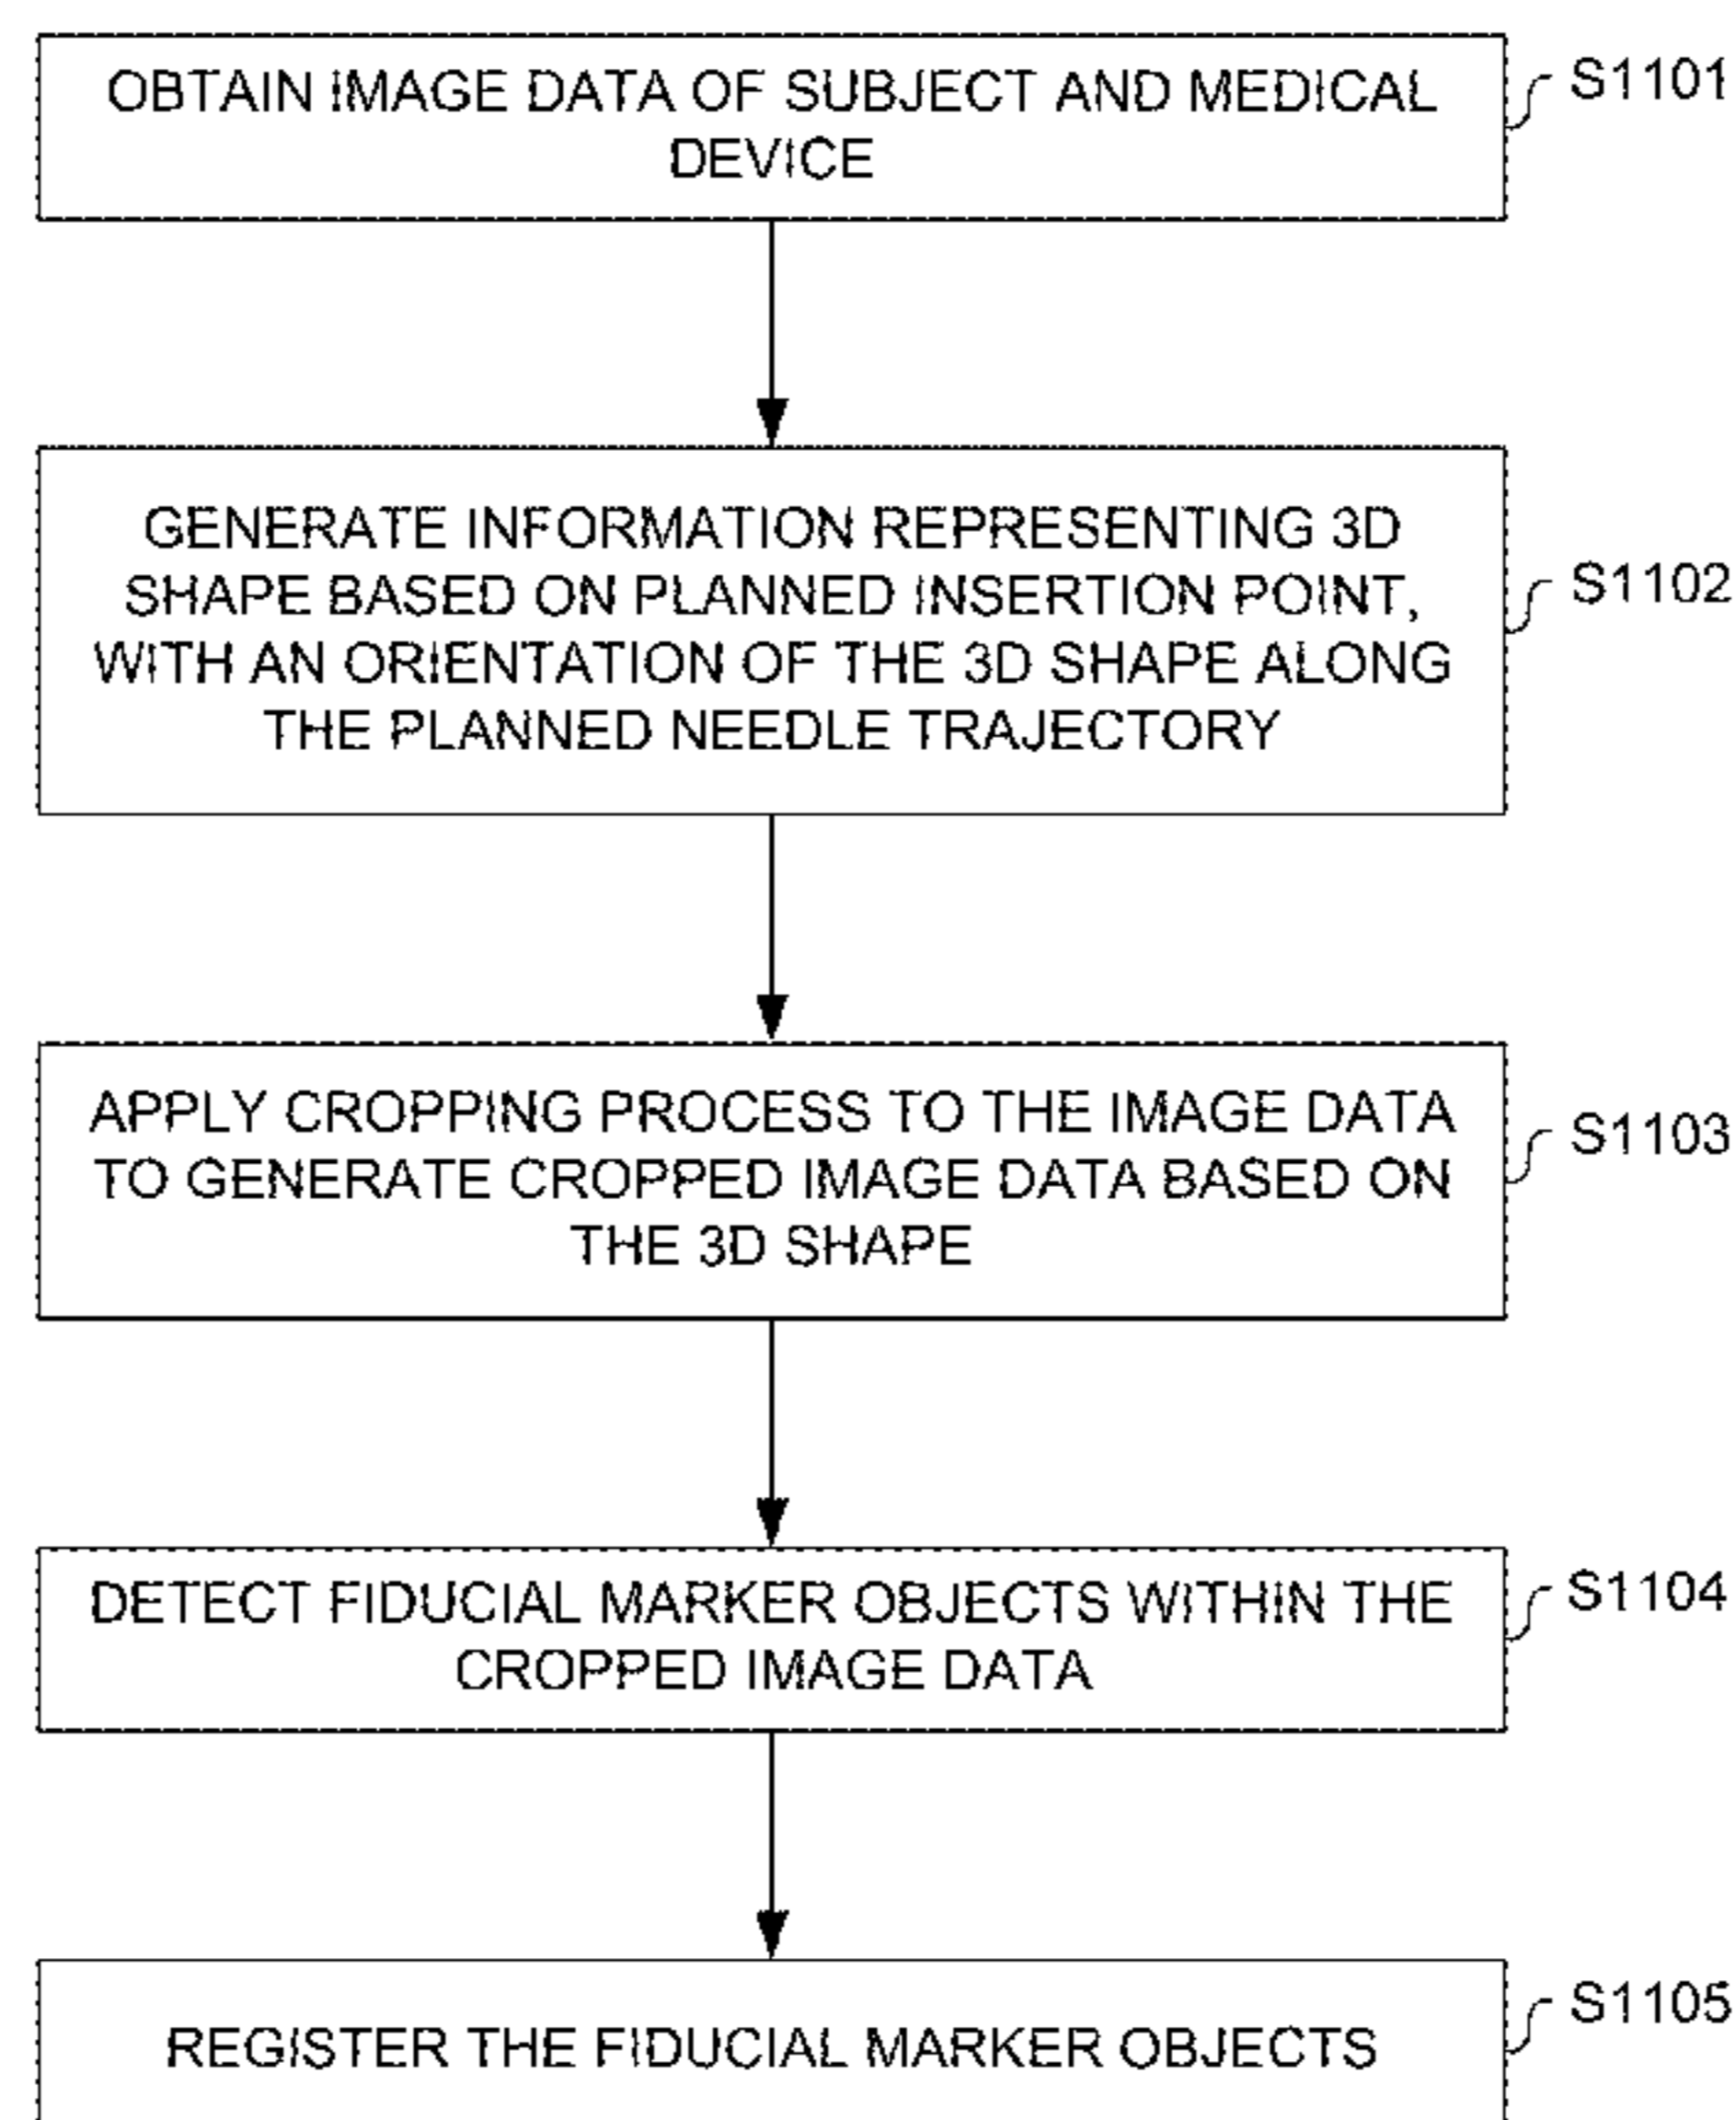 OBTAIN IMAGE DATA OF SUBJECT AND MEDICAL
DEVICE
S1101
GENERATE INFORMATION REPRESENTING 3D
SHAPE BASED ON PLANNED INSERTION POINT,
WITH AN ORIENTATION OF THE 3D SHAPE ALONG
THE PLANNED NEEDLE TRAJECTORY
S1102
APPLY CROPPING PROCESS TO THE IMAGE DATA
TO GENERATE CROPPED IMAGE DATA BASED ON
THE 3D SHAPE
S1103
DETECT FIDUCIAL MARKER OBJECTS WITHIN THE
CROPPED IMAGE DATA
S1104
REGISTER THE FIDUCIAL MARKER OBJECTS
S1105